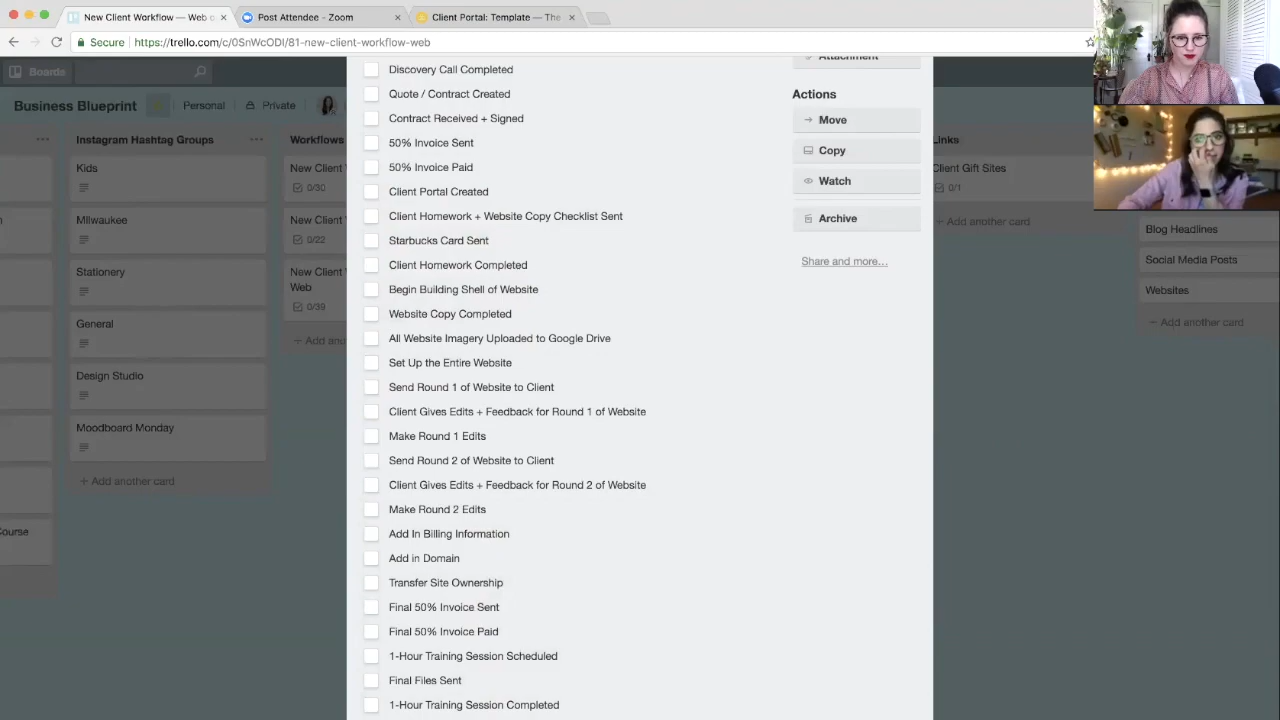 New Client Workflow — Web c
Post Attendee - Zoom
Client Portal: Template — The
Secure
https://trello.com/c/0SnWcODI/81-new-client-workflow-web
Boards
Business Blueprint
Personal
Private
Instagram Hashtag Groups
Kids
MIlwaukee
Stationery
General
Design Studio
Moodboard Monday
+ Add another card
Course
Workflows
New Client
0/30
New Client
0/22
New Client
Web
0/39
+ Add anot
Discovery Call Completed
Quote / Contract Created
Contract Received + Signed
50% Invoice Sent
50% Invoice Paid
Client Portal Created
Client Homework + Website Copy Checklist Sent
Starbucks Card Sent
Client Homework Completed
Begin Building Shell of Website
Website Copy Completed
All Website Imagery Uploaded to Google Drive
Set Up the Entire Website
Send Round 1 of Website to Client
Client Gives Edits + Feedback for Round 1 of Website
Make Round 1 Edits
Send Round 2 of Website to Client
Client Gives Edits + Feedback for Round 2 of Website
Make Round 2 Edits
Add In Billing Information
Add in Domain
Transfer Site Ownership
Final 50% Invoice Sent
Final 50% Invoice Paid
1-Hour Training Session Scheduled
Final Files Sent
1-Hour Training Session Completed
Attachment
Actions
Move
Copy
Watch
Archive
Share and more…
Links
Client Gift Sites
0/1
+ Add another card
Blog Headlines
Social Media Posts
Websites
+ Add another card